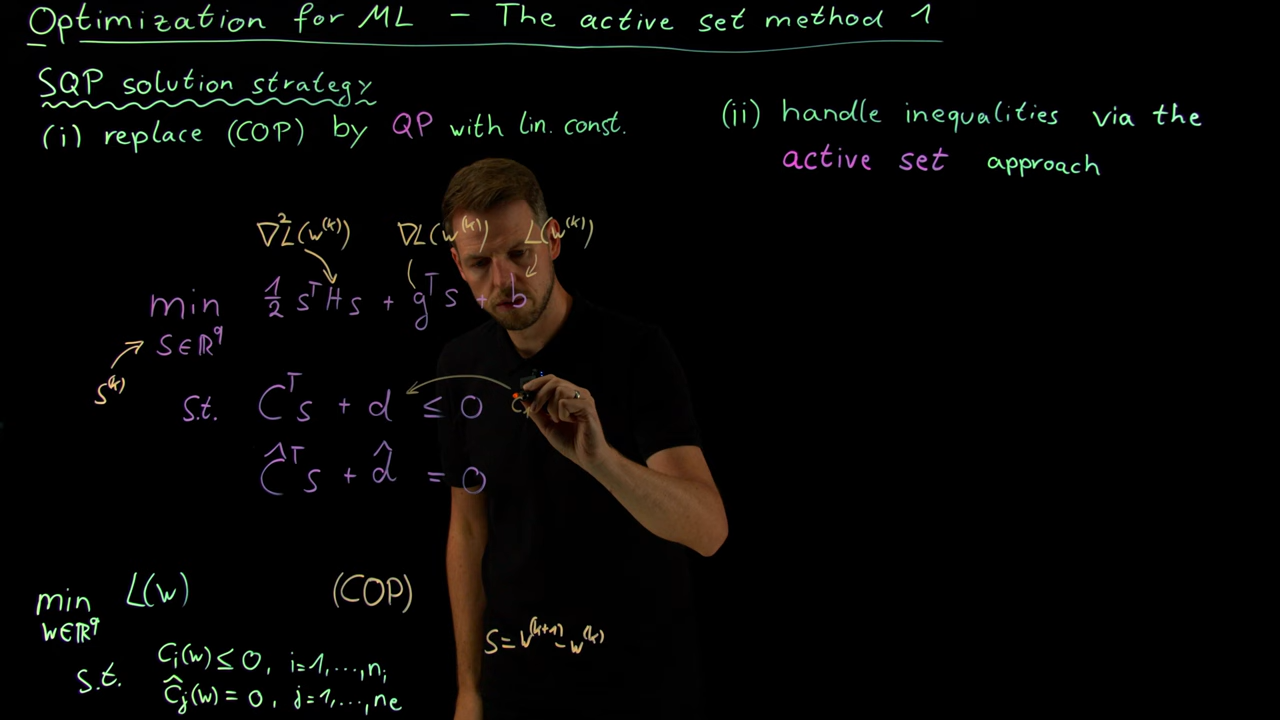 Optimization for ML – The active set method 1
SQP solution strategy
(i) replace (COP) by QP with lin. const.
(ii) handle inequalities via the
active set approach
∇²L(w⁽ᵏ⁾) ∇L(w⁽ᵏ⁾) L(w⁽ᵏ⁾)
min ½ sᵀHs + gᵀs + b
s∈ℝ^q
s⁽ᵏ⁾
s.t. Cᵀs + d ≤ 0
Ĉᵀs + d̂ = 0
min L(w) (COP)
w∈ℝ^q
s.t. Cᵢ(w) ≤ 0, i=1,...,nᵢ
Ĉⱼ(w) = 0, j=1,...,nₑ
S=w⁽ᵏ⁺¹⁾-w⁽ᵏ⁾